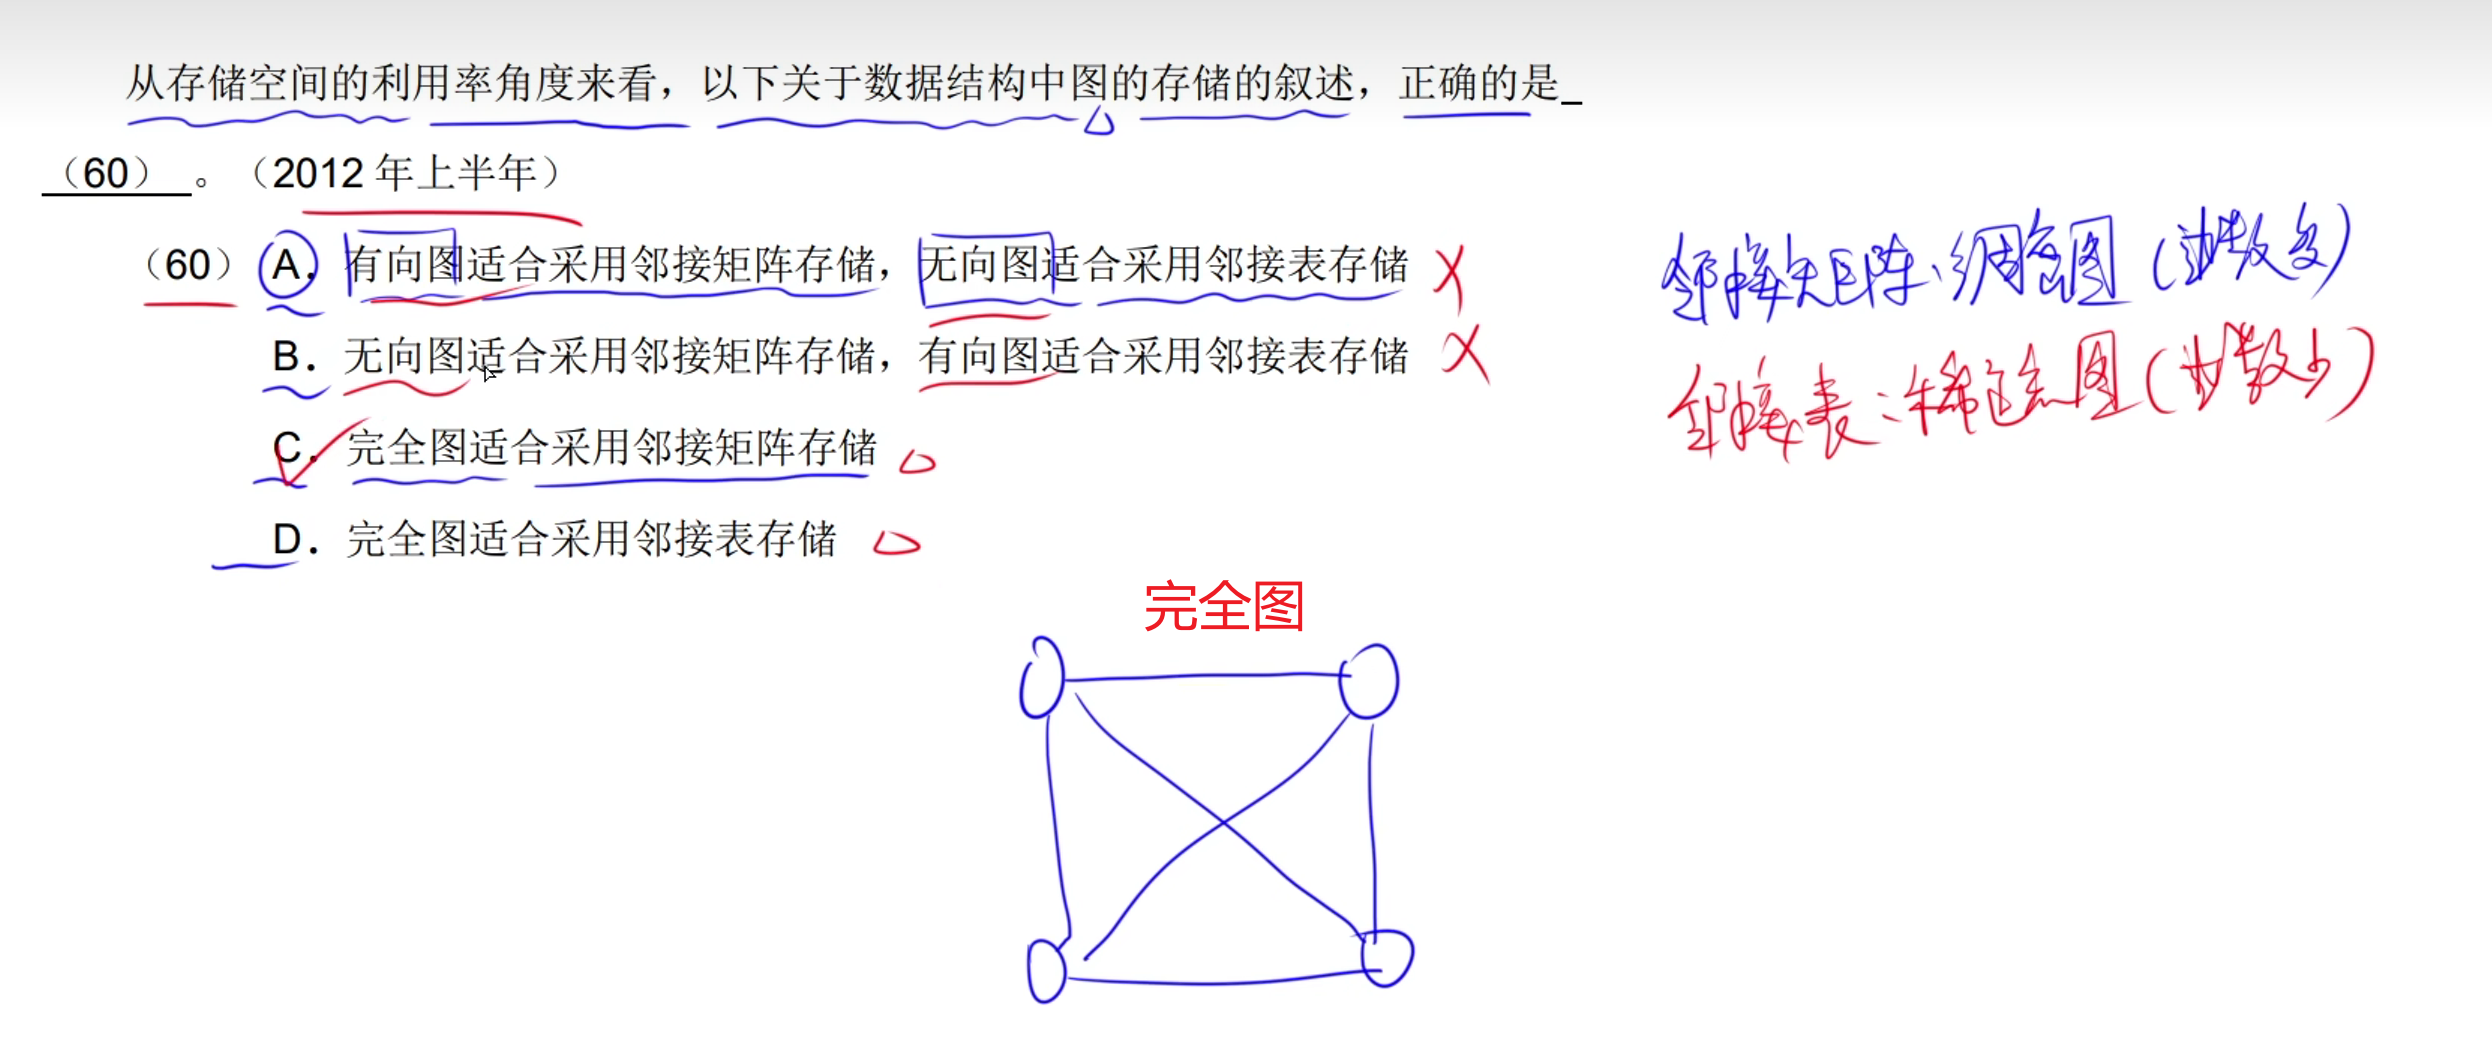 从存储空间的利用率角度来看，以下关于数据结构中图的存储的叙述，正确的是
（60）。（2012 年上半年）
（60）A．有向图适合采用邻接矩阵存储，无向图适合采用邻接表存储
B．无向图适合采用邻接矩阵存储，有向图适合采用邻接表存储
C．完全图适合采用邻接矩阵存储
D．完全图适合采用邻接表存储
邻接矩阵：稠密图（边数多）
邻接表：稀疏图（边数少）
完全图